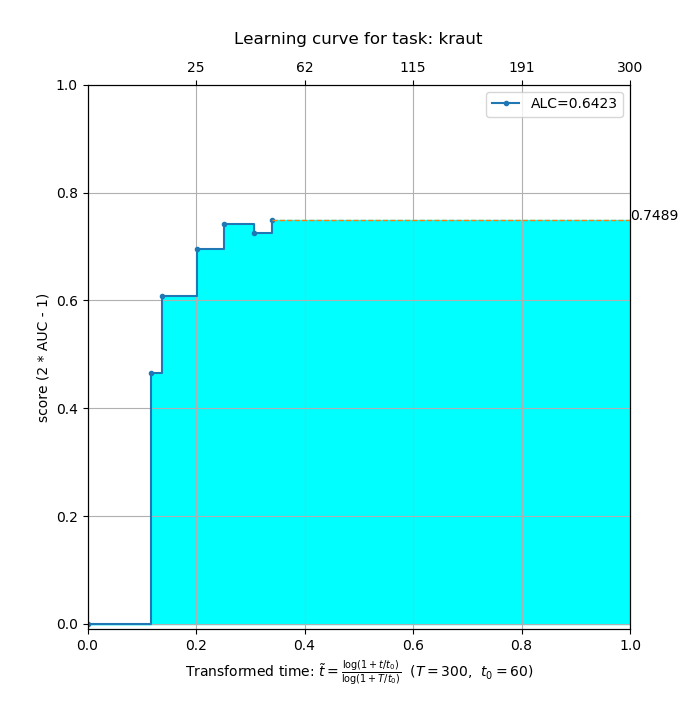 Learning curve for task: kraut
25 62 115 191 300
ALC=0.6423
1.0
0.8
0.7489
0.6
0.4
0.2
0.0
score (2 * AUC - 1)
0.0 0.2 0.4 0.6 0.8 1.0
Transformed time: t̃ = log(1 + t/t₀) / log(1 + T/t₀) (T = 300, t₀ = 60)